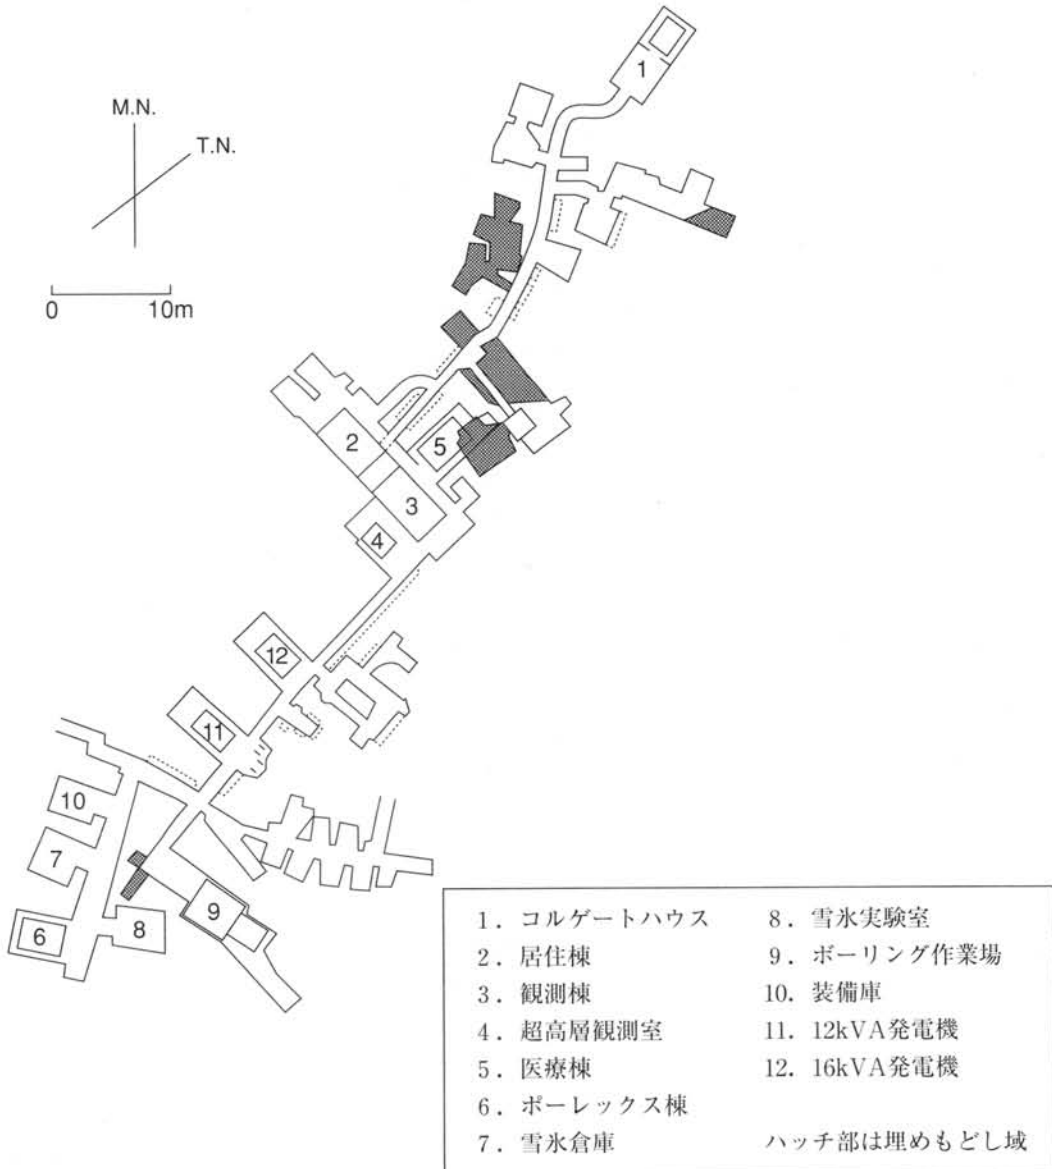 M.N.
T.N.
0 10m
1
2
5
3
4
12
11
10
7
9
6
8
1. コルゲートハウス
2. 居住棟
3. 観測棟
4. 超高層観測室
5. 医療棟
6. ポーレックス棟
7. 雪氷倉庫
8. 雪氷実験室
9. ボーリング作業場
10. 装備庫
11. 12kVA発電機
12. 16kVA発電機
ハッチ部は埋めもどし域